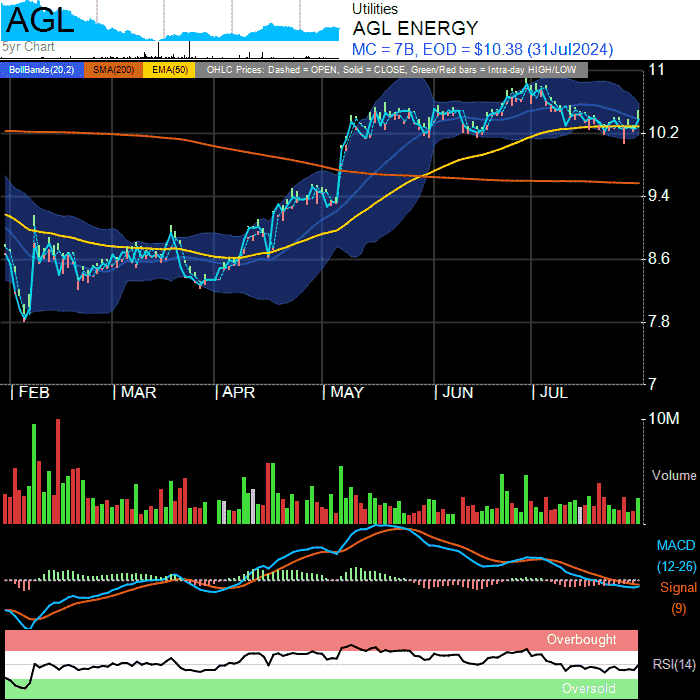 AGL
5yr Chart
Utilities
AGL ENERGY
MC = 7B, EOD = $10.38 (31Jul2024)
BollBands(20,2) SMA(200) EMA(50) OHLC Prices: Dashed = OPEN, Solid = CLOSE, Green/Red bars = Intra-day HIGH/LOW
11
10.2
9.4
8.6
7.8
7
FEB MAR APR MAY JUN JUL
10M
Volume
MACD
(12-26)
Signal
(9)
Overbought
RSI(14)
Oversold